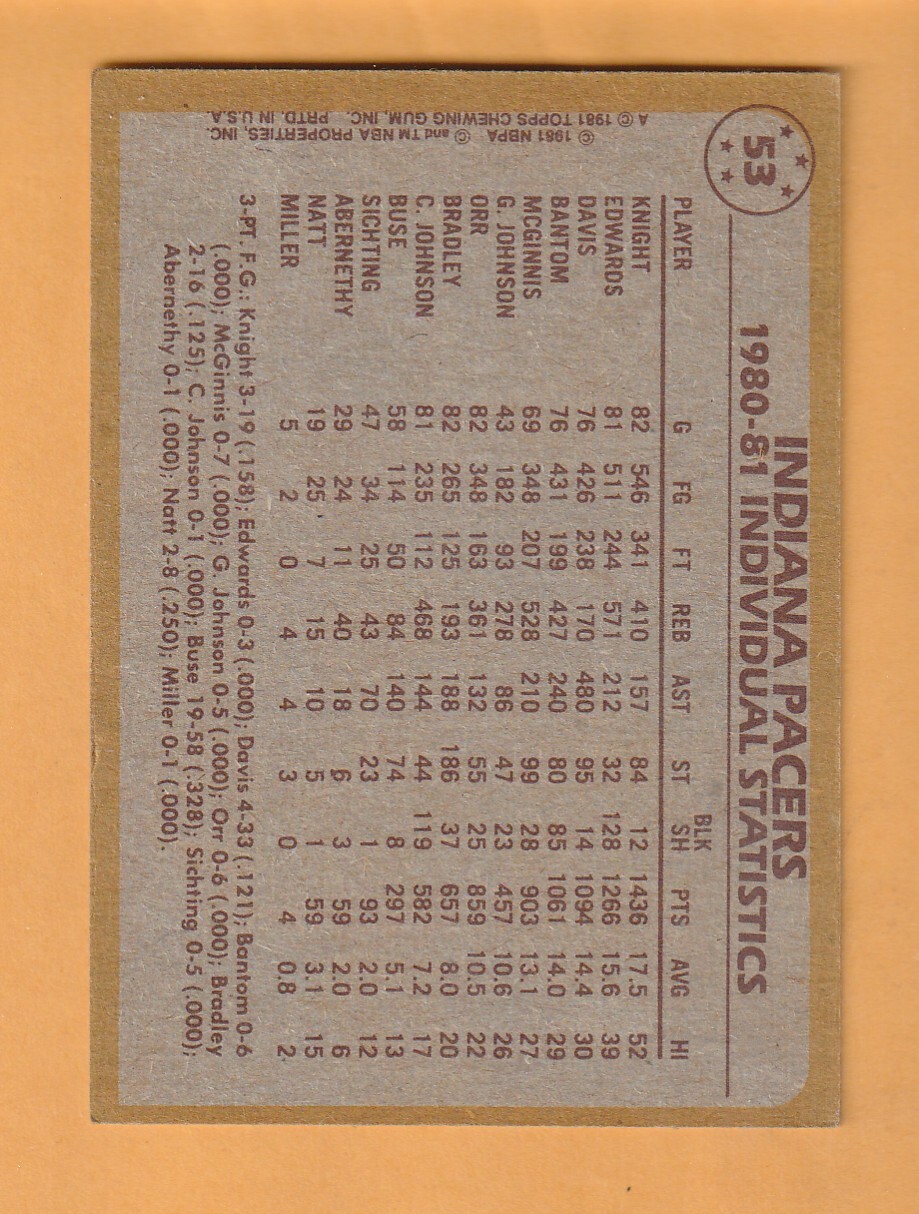 53
INDIANA PACERS
1980-81 INDIVIDUAL STATISTICS
BLK
PLAYER G FG FT REB AST ST SH PTS AVG HI
KNIGHT 82 546 341 410 157 84 12 1436 17.5 52
EDWARDS 81 511 244 571 212 32 128 1266 15.6 39
DAVIS 76 426 238 170 480 95 14 1094 14.4 30
BANTOM 76 431 199 427 240 80 85 1061 14.0 29
MCGINNIS 69 348 207 528 210 99 28 903 13.1 27
G. JOHNSON 43 182 93 278 86 47 23 457 10.6 26
ORR 82 348 163 361 132 55 25 859 10.5 22
BRADLEY 82 265 125 193 188 186 37 657 8.0 20
C. JOHNSON 81 235 112 468 144 44 119 582 7.2 17
BUSE 58 114 50 84 140 74 8 297 5.1 13
SICHTING 47 34 25 43 70 23 1 93 2.0 12
ABERNETHY 29 24 11 40 18 6 3 59 2.0 6
NATT 19 25 7 15 10 5 1 59 3.1 15
MILLER 5 2 0 4 4 3 0 4 0.8 2
3-PT. F.G.: Knight 3-19 (.158); Edwards 0-3 (.000); Davis 4-33 (.121); Bantom 0-6
(.000); McGinnis 0-7 (.000); G. Johnson 0-5 (.000); Orr 0-6 (.000); Bradley
2-16 (.125); C. Johnson 0-1 (.000); Buse 19-58 (.328); Sichting 0-5 (.000);
Abernethy 0-1 (.000); Natt 2-8 (.250); Miller 0-1 (.000).
© 1981 NBPA © and TM NBA PROPERTIES, INC.
A © 1981 TOPPS CHEWING GUM, INC. PRTD. IN U.S.A.